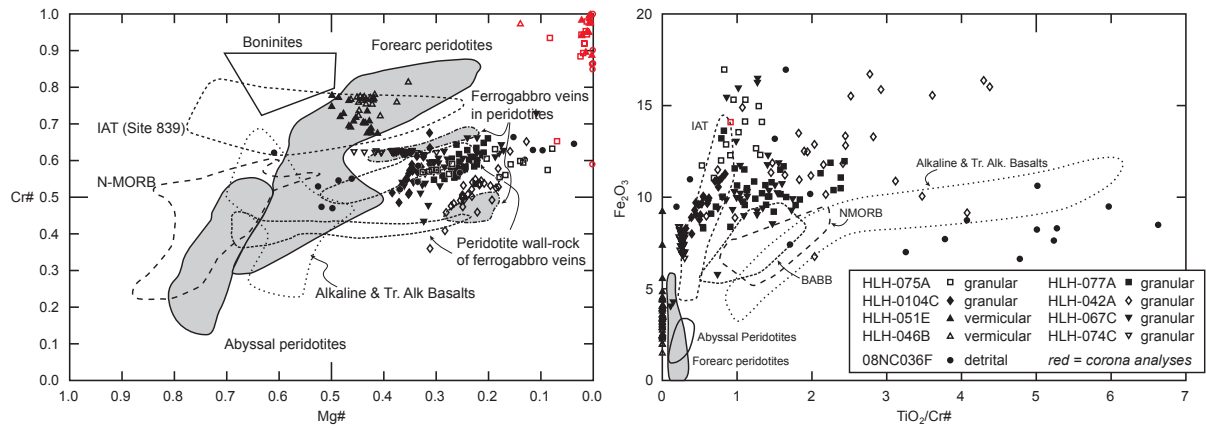 1.0
0.9
0.8
0.7
0.6
0.5
0.4
0.3
0.2
0.1
0.0
Cr#
1.0 0.9 0.8 0.7 0.6 0.5 0.4 0.3 0.2 0.1 0.0
Mg#
Boninites
Forearc peridotites
Ferrogabbro veins
in peridotites
IAT (Site 839)
N-MORB
Peridotite wall-rock
of ferrogabbro veins
Alkaline & Tr. Alk Basalts
Abyssal peridotites
20
15
10
5
0
Fe2O3
0 1 2 3 4 5 6 7
TiO2/Cr#
IAT
Alkaline & Tr. Alk. Basalts
NMORB
BABB
Abyssal Peridotites
Forearc peridotites
HLH-075A granular HLH-077A granular
HLH-0104C granular HLH-042A granular
HLH-051E vermicular HLH-067C granular
HLH-046B vermicular HLH-074C granular
08NC036F detrital red = corona analyses